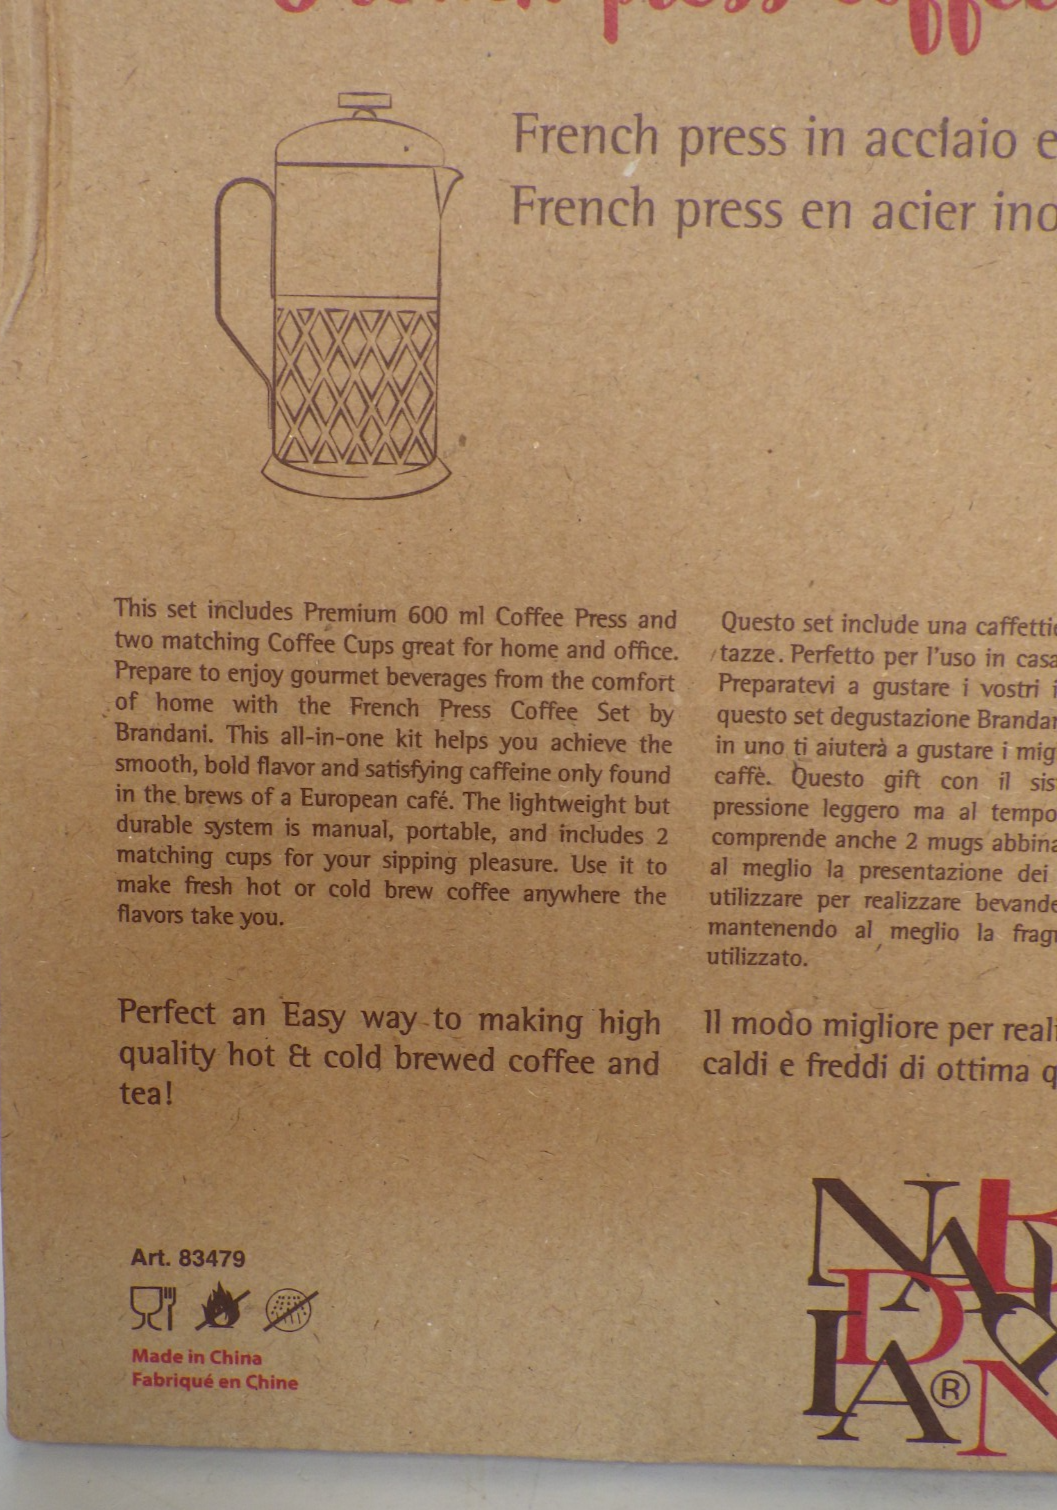 French press coffe
French press in acciaio e
French press en acier ino
This set includes Premium 600 ml Coffee Press and
two matching Coffee Cups great for home and office.
Prepare to enjoy gourmet beverages from the comfort
of home with the French Press Coffee Set by
Brandani. This all-in-one kit helps you achieve the
smooth, bold flavor and satisfying caffeine only found
in the brews of a European café. The lightweight but
durable system is manual, portable, and includes 2
matching cups for your sipping pleasure. Use it to
make fresh hot or cold brew coffee anywhere the
flavors take you.
Questo set include una caffetti
tazze. Perfetto per l'uso in casa
Preparatevi a gustare i vostri i
questo set degustazione Brandan
in uno ti aiuterà a gustare i mig
caffè. Questo gift con il sis
pressione leggero ma al tempo
comprende anche 2 mugs abbina
al meglio la presentazione dei
utilizzare per realizzare bevande
mantenendo al meglio la frag
utilizzato.
Perfect an Easy way to making high
quality hot & cold brewed coffee and
tea!
Il modo migliore per reali
caldi e freddi di ottima q
Art. 83479
Made in China
Fabriqué en Chine
®